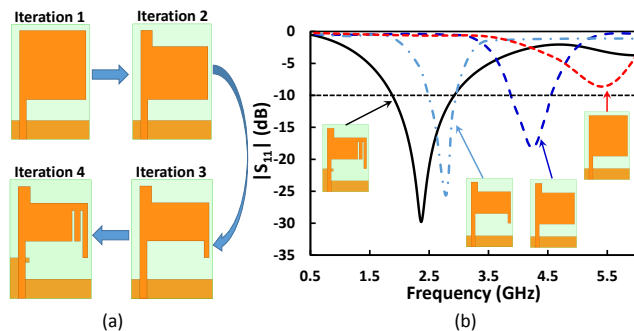 Iteration 1
Iteration 2
Iteration 4
Iteration 3
(a)
0
-5
-10
-15
-20
-25
-30
-35
|S11| (dB)
0.5
1.5
2.5
3.5
4.5
5.5
Frequency (GHz)
(b)